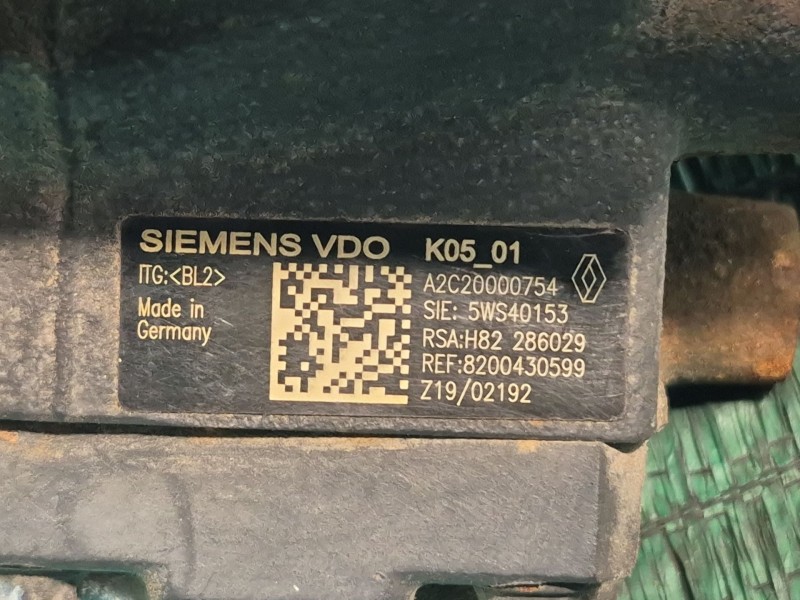 SIEMENS VDO K05_01
ITG:<BL2> A2C20000754
Made in Germany
SIE: 5WS40153
RSA:H82 286029
REF:8200430599
Z19/02192